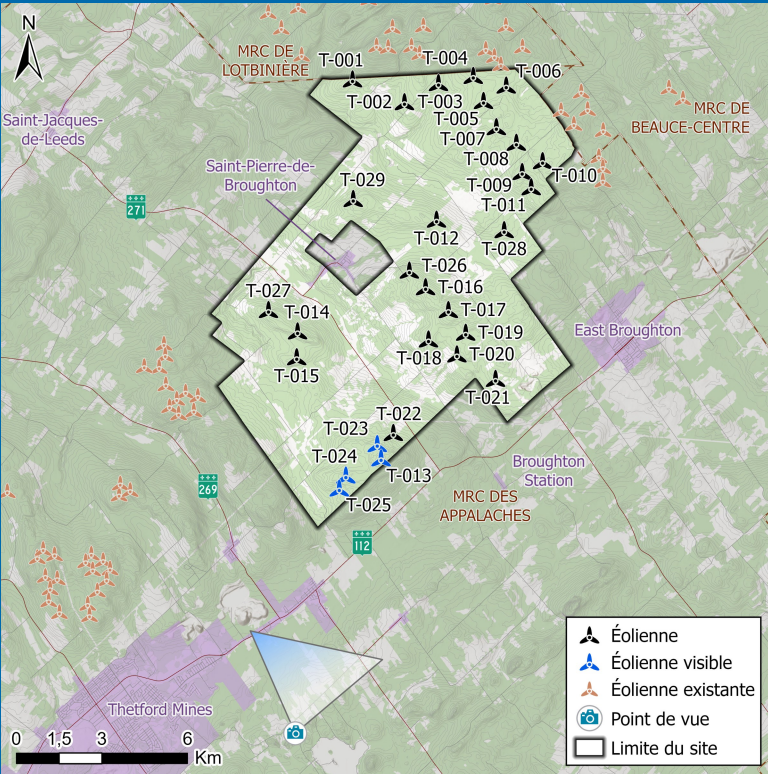 N
MRC DE
LOTBINIÈRE
T-001
T-004
T-006
T-002
T-003
T-005
T-007
T-008
T-009
T-010
T-011
MRC DE
BEAUCE-CENTRE
Saint-Jacques-
de-Leeds
Saint-Pierre-de-
Broughton
271
T-029
T-012
T-028
T-026
T-016
T-027
T-014
T-017
T-019
T-018
T-020
T-015
T-021
East Broughton
T-022
T-023
T-024
T-013
T-025
Broughton
Station
269
MRC DES
APPALACHES
112
Thetford Mines
0 1,5 3 6
Km
Éolienne
Éolienne visible
Éolienne existante
Point de vue
Limite du site